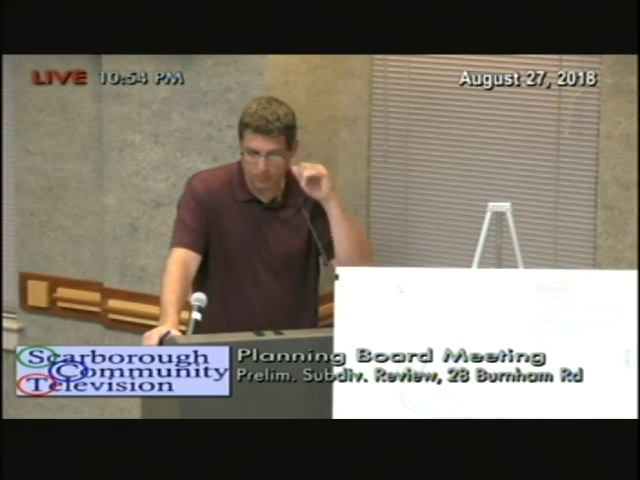 LIVE 10:54 PM
August 27, 2018
Scarborough
Community
Television
Planning Board Meeting
Prelim. Subdiv. Review, 28 Burnham Rd